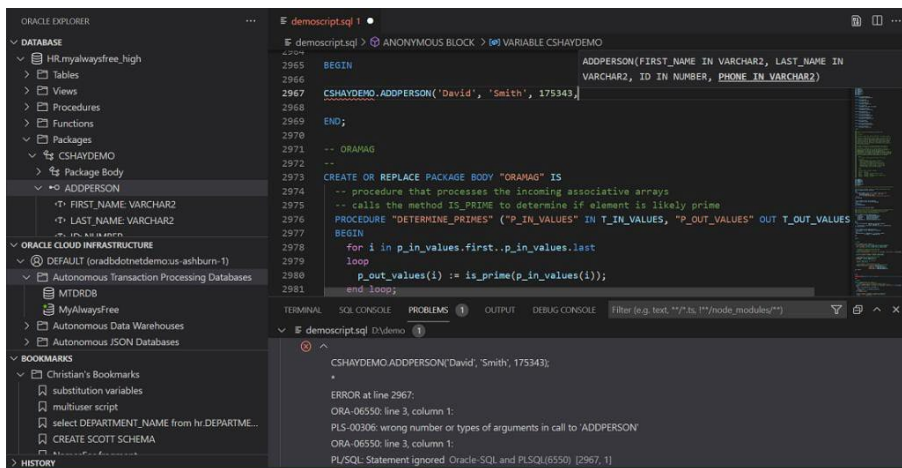 ORACLE EXPLORER
DATABASE
HR.myalwaysfree_high
Tables
Views
Procedures
Functions
Packages
CSHAYDEMO
Package Body
ADDPERSON
FIRST_NAME: VARCHAR2
LAST_NAME: VARCHAR2
ID: NUMBER
ORACLE CLOUD INFRASTRUCTURE
DEFAULT (oradbdotnetdemo:us-ashburn-1)
Autonomous Transaction Processing Databases
MTDRDB
MyAlwaysFree
Autonomous Data Warehouses
Autonomous JSON Databases
BOOKMARKS
Christian's Bookmarks
substitution variables
multiuser script
select DEPARTMENT_NAME from hr.DEPARTME...
CREATE SCOTT SCHEMA
HISTORY
demoscript.sql 1
demoscript.sql > ANONYMOUS BLOCK > VARIABLE CSHAYDEMO
2964
2965 BEGIN
2966
2967 CSHAYDEMO.ADDPERSON('David', 'Smith', 175343,
2968
2969 END;
2970
2971 -- ORAMAG
2972 --
2973 CREATE OR REPLACE PACKAGE BODY "ORAMAG" IS
2974 -- procedure that processes the incoming associative arrays
2975 -- calls the method IS_PRIME to determine if element is likely prime
2976 PROCEDURE "DETERMINE_PRIMES" ("P_IN_VALUES" IN T_IN_VALUES, "P_OUT_VALUES" OUT T_OUT_VALUES
2977 BEGIN
2978 for i in p_in_values.first..p_in_values.last
2979 loop
2980 p_out_values(i) := is_prime(p_in_values(i));
2981 end loop;
ADDPERSON(FIRST_NAME IN VARCHAR2, LAST_NAME IN
VARCHAR2, ID IN NUMBER, PHONE IN VARCHAR2)
TERMINAL SQL CONSOLE PROBLEMS 1 OUTPUT DEBUG CONSOLE Filter (e.g. text, **/*.ts, !**/node_modules/**)
demoscript.sql D:\demo 1
CSHAYDEMO.ADDPERSON('David', 'Smith', 175343);
*
ERROR at line 2967:
ORA-06550: line 3, column 1:
PLS-00306: wrong number or types of arguments in call to 'ADDPERSON'
ORA-06550: line 3, column 1:
PL/SQL: Statement ignored Oracle-SQL and PLSQL(6550) [2967, 1]